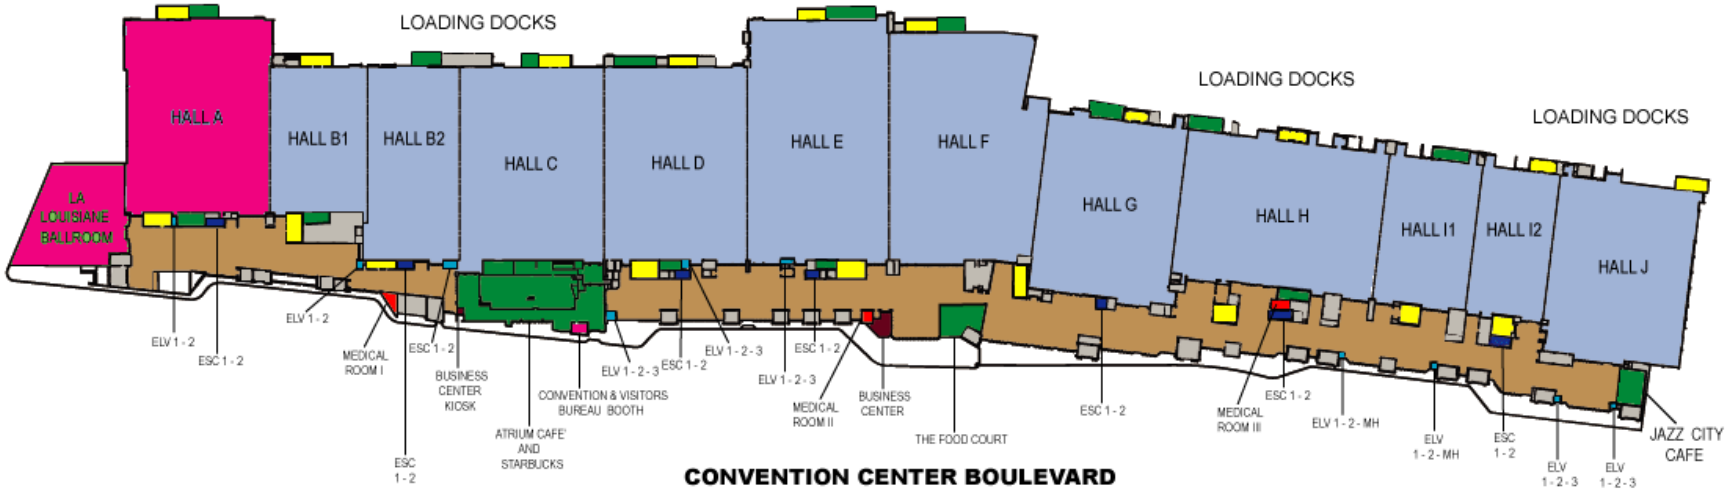 LOADING DOCKS
LOADING DOCKS
LOADING DOCKS
HALL A
HALL B1
HALL B2
HALL C
HALL D
HALL E
HALL F
HALL G
HALL H
HALL I1
HALL I2
HALL J
LA
LOUISIANE
BALLROOM
ELV 1 - 2
ESC 1 - 2
ELV 1 - 2
MEDICAL
ROOM I
ESC
1 - 2
ESC 1 - 2
BUSINESS
CENTER
KIOSK
ATRIUM CAFE'
AND
STARBUCKS
CONVENTION & VISITORS
BUREAU BOOTH
ELV 1 - 2 - 3
ESC 1 - 2
ELV 1 - 2 - 3
ELV 1 - 2 - 3
ESC 1 - 2
MEDICAL
ROOM II
BUSINESS
CENTER
THE FOOD COURT
ESC 1 - 2
MEDICAL
ROOM III
ESC 1 - 2
ELV 1 - 2 - MH
ELV
1 - 2 - MH
ESC
1 - 2
ELV
1 - 2 - 3
ELV
1 - 2 - 3
JAZZ CITY
CAFE
CONVENTION CENTER BOULEVARD